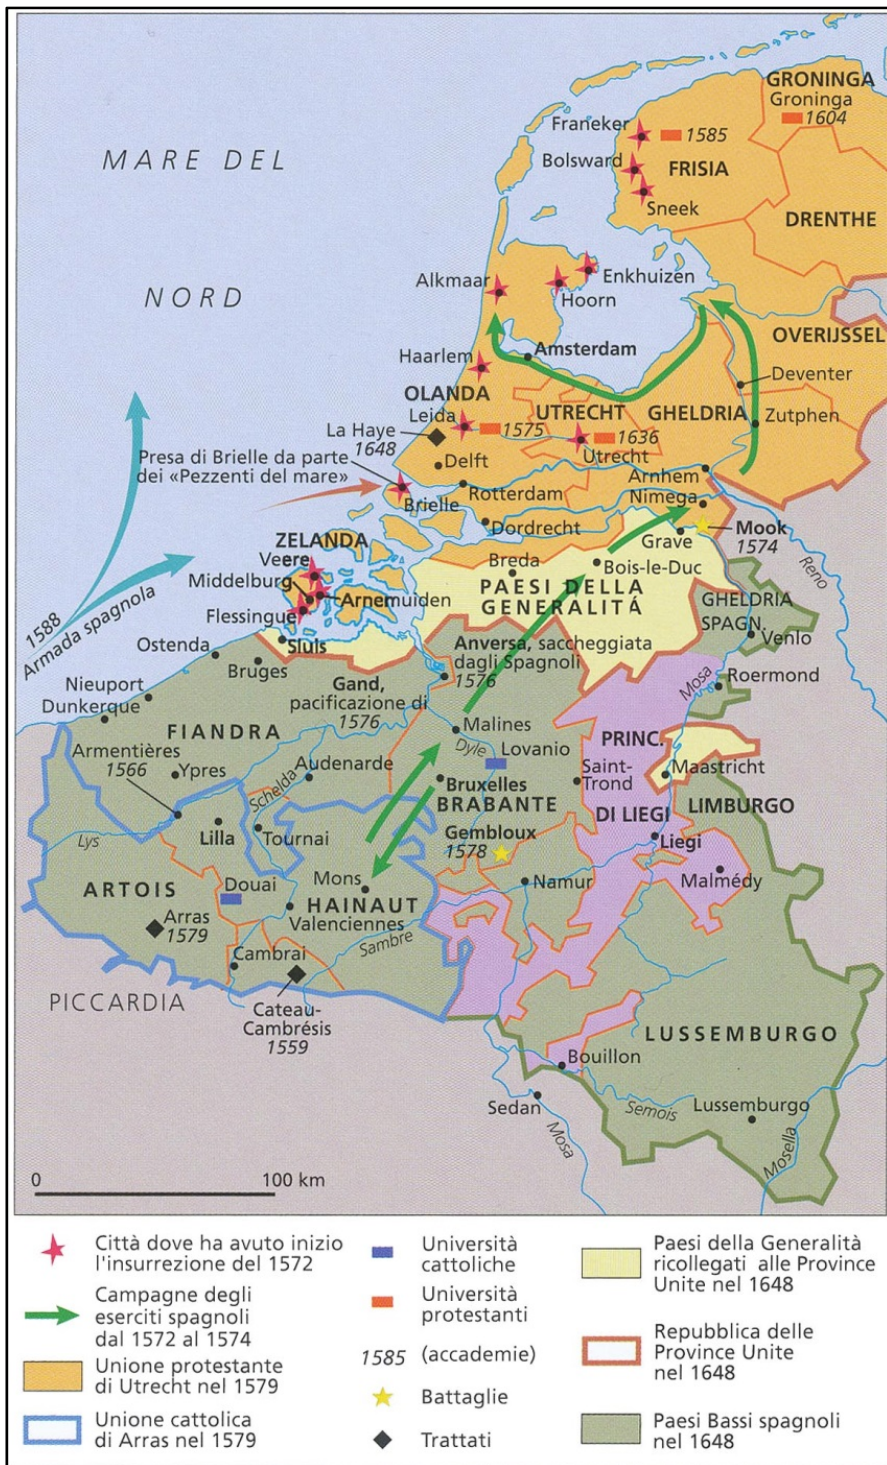 GRONINGA
Groninga
1604
Franeker
1585
Bolsward
FRISIA
Sneek
DRENTHE
MARE DEL
NORD
Alkmaar
Enkhuizen
Hoorn
OVERIJSSEL
Amsterdam
Haarlem
Deventer
OLANDA
Leida
1575
UTRECHT
1636
Utrecht
GHELDRIA
Zutphen
La Haye
1648
Delft
Presa di Brielle da parte
dei «Pezzenti del mare»
Brielle
Rotterdam
Arnhem
Nimega
Dordrecht
Mook
1574
Grave
Reno
ZELANDA
Veere
Middelburg
Arnemuiden
Flessingue
Breda
Bois-le-Duc
PAESI DELLA
GENERALITÁ
GHELDRIA
SPAGN.
Venlo
1588
Armada spagnola
Ostenda
Sluis
Bruges
Anversa, saccheggiata
dagli Spagnoli
1576
Mosa
Roermond
Nieuport
Dunkerque
Gand,
pacificazione di
1576
FIANDRA
Malines
Dyle
Lovanio
PRINC.
DI LIEGI
Armentières
1566
Ypres
Schelda
Audenarde
Saint-
Trond
Maastricht
Bruxelles
BRABANTE
LIMBURGO
Lys
Lilla
Tournai
Gembloux
1578
Liegi
Malmédy
ARTOIS
Douai
Mons
HAINAUT
Namur
Arras
1579
Valenciennes
Sambre
Cambrai
PICCARDIA
Cateau-
Cambrésis
1559
LUSSEMBURGO
Bouillon
Sedan
Semois
Lussemburgo
Mosa
Mosella
0
100 km
Città dove ha avuto inizio
l'insurrezione del 1572
Campagne degli
eserciti spagnoli
dal 1572 al 1574
Unione protestante
di Utrecht nel 1579
Unione cattolica
di Arras nel 1579
Università
cattoliche
Università
protestanti
1585 (accademie)
Battaglie
Trattati
Paesi della Generalità
ricollegati alle Province
Unite nel 1648
Repubblica delle
Province Unite
nel 1648
Paesi Bassi spagnoli
nel 1648